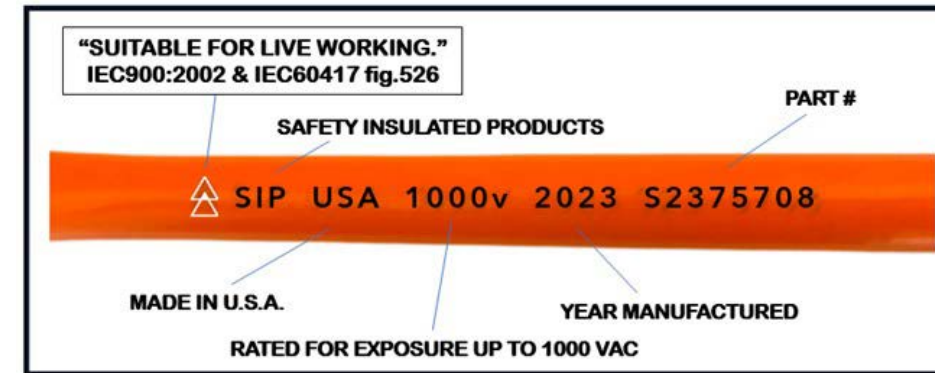 “SUITABLE FOR LIVE WORKING.”
IEC900:2002 & IEC60417 fig.526
PART #
SAFETY INSULATED PRODUCTS
SIP USA 1000v 2023 S2375708
MADE IN U.S.A.
YEAR MANUFACTURED
RATED FOR EXPOSURE UP TO 1000 VAC